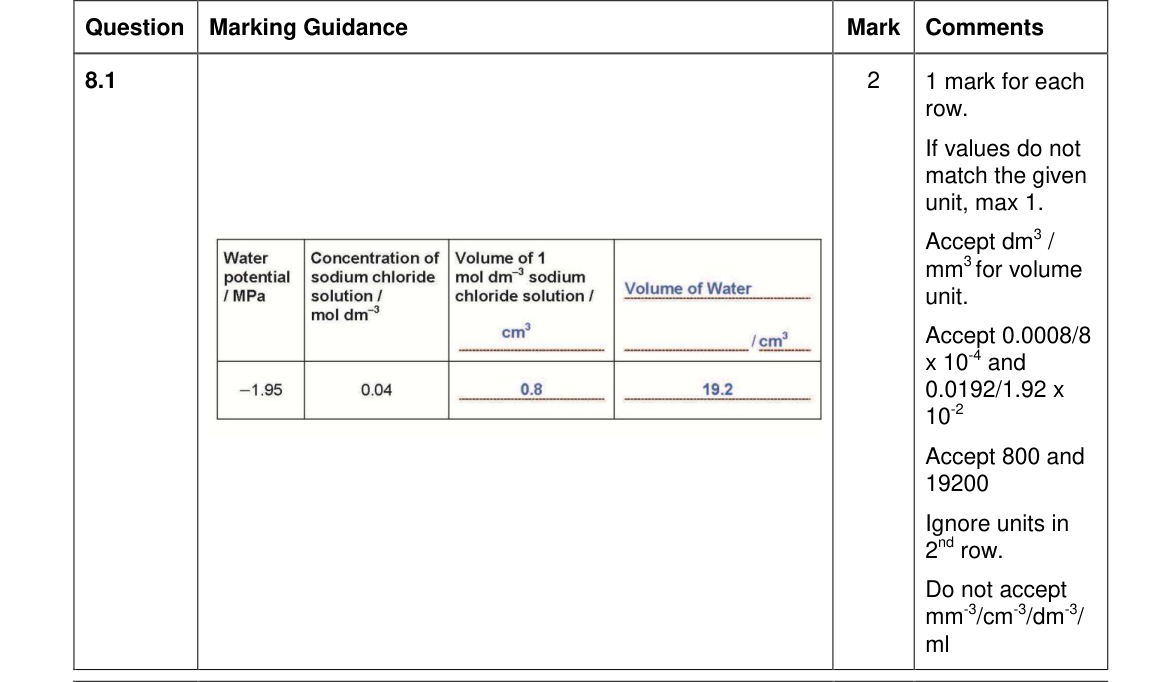 Question Marking Guidance Mark Comments
8.1
2
1 mark for each
row.
If values do not
match the given
unit, max 1.
Accept dm³ /
mm³ for volume
unit.
Accept 0.0008/8
x 10⁻⁴ and
0.0192/1.92 x
10⁻²
Accept 800 and
19200
Ignore units in
2ⁿᵈ row.
Do not accept
mm⁻³/cm⁻³/dm⁻³/
ml
Water
potential
/ MPa
Concentration of
sodium chloride
solution /
mol dm⁻³
Volume of 1
mol dm⁻³ sodium
chloride solution /
cm³
Volume of Water
/ cm³
−1.95 0.04 0.8 19.2